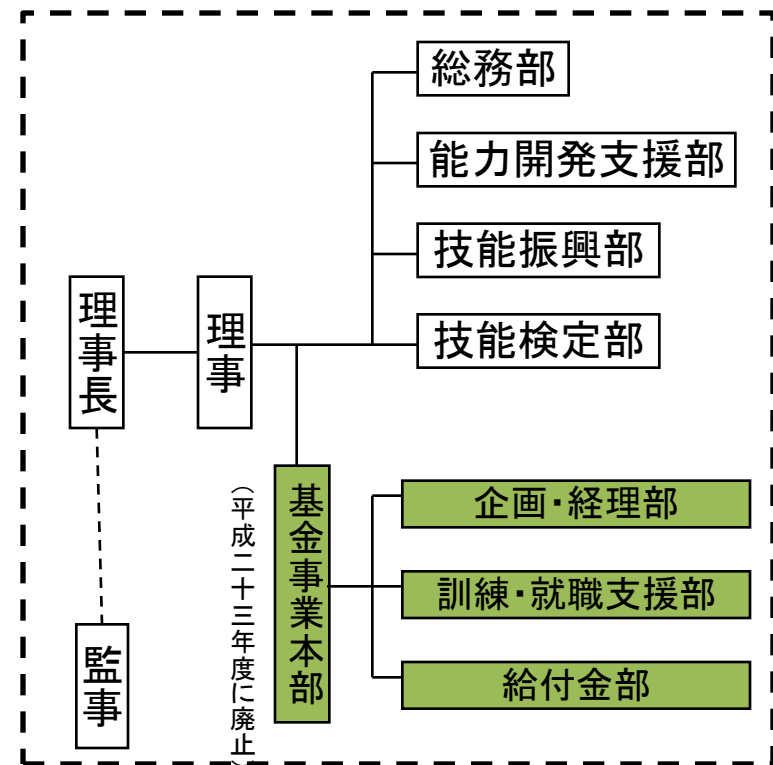 総務部
能力開発支援部
技能振興部
技能検定部
理事長
理事
監事
基金事業本部
（平成二十三年度に廃止）
企画・経理部
訓練・就職支援部
給付金部